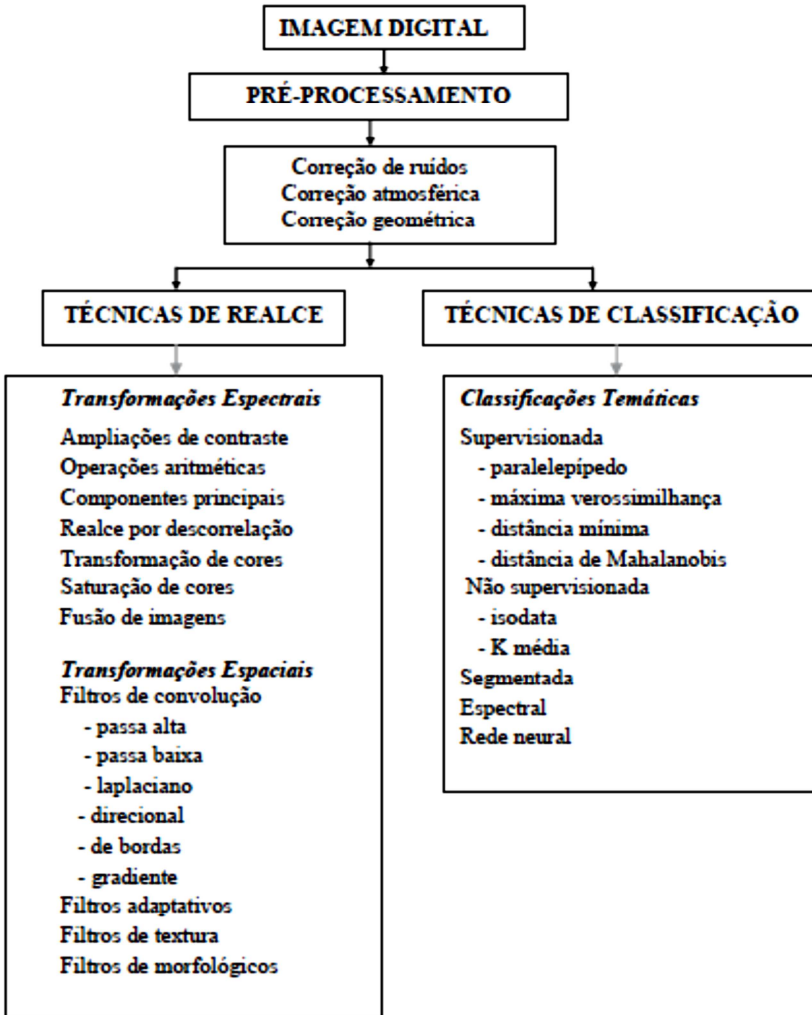 IMAGEM DIGITAL
PRÉ-PROCESSAMENTO
Correção de ruídos
Correção atmosférica
Correção geométrica
TÉCNICAS DE REALCE
Transformações Espectrais
Ampliações de contraste
Operações aritméticas
Componentes principais
Realce por descorrelação
Transformação de cores
Saturação de cores
Fusão de imagens
Transformações Espaciais
Filtros de convolução
- passa alta
- passa baixa
- laplaciano
- direcional
- de bordas
- gradiente
Filtros adaptativos
Filtros de textura
Filtros de morfológicos
TÉCNICAS DE CLASSIFICAÇÃO
Classificações Temáticas
Supervisionada
- paralelepípedo
- máxima verossimilhança
- distância mínima
- distância de Mahalanobis
Não supervisionada
- isodata
- K média
Segmentada
Espectral
Rede neural